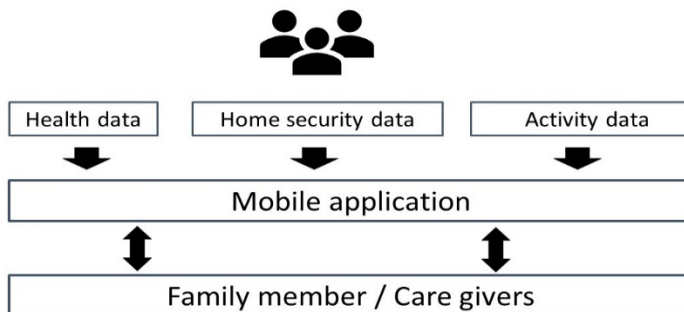 Health data
Home security data
Activity data
Mobile application
Family member / Care givers